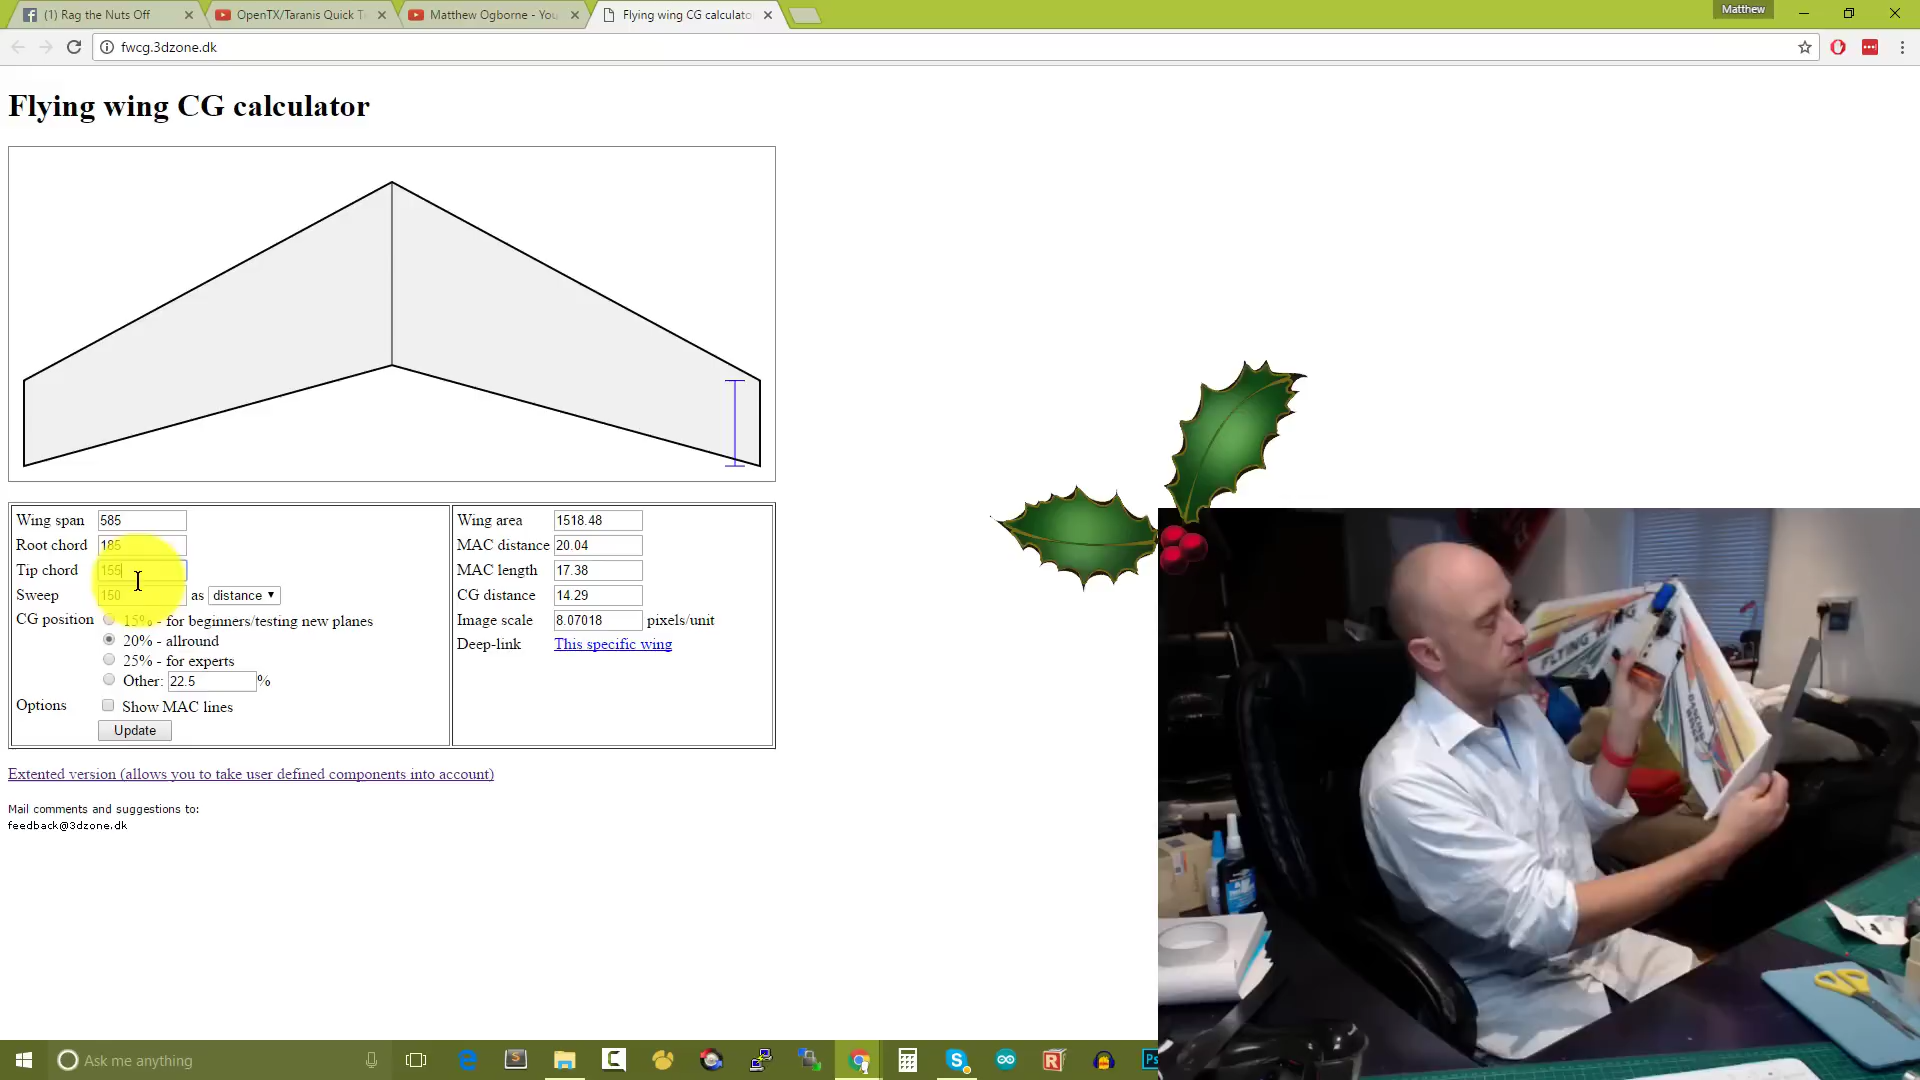 (1) Rag the Nuts Off
OpenTX/Taranis Quick T
Matthew Ogborne - You
Flying wing CG calculato
Matthew
fwcg.3dzone.dk
Flying wing CG calculator
Wing span 585
Root chord 185
Tip chord 155
Sweep 150 as distance
CG position 15% - for beginners/testing new planes
20% - allround
25% - for experts
Other: 22.5 %
Options Show MAC lines
Update
Wing area 1518.48
MAC distance 20.04
MAC length 17.38
CG distance 14.29
Image scale 8.07018 pixels/unit
Deep-link This specific wing
Extented version (allows you to take user defined components into account)
Mail comments and suggestions to:
feedback@3dzone.dk
FLYING
DANCING
Ask me anything
Ps